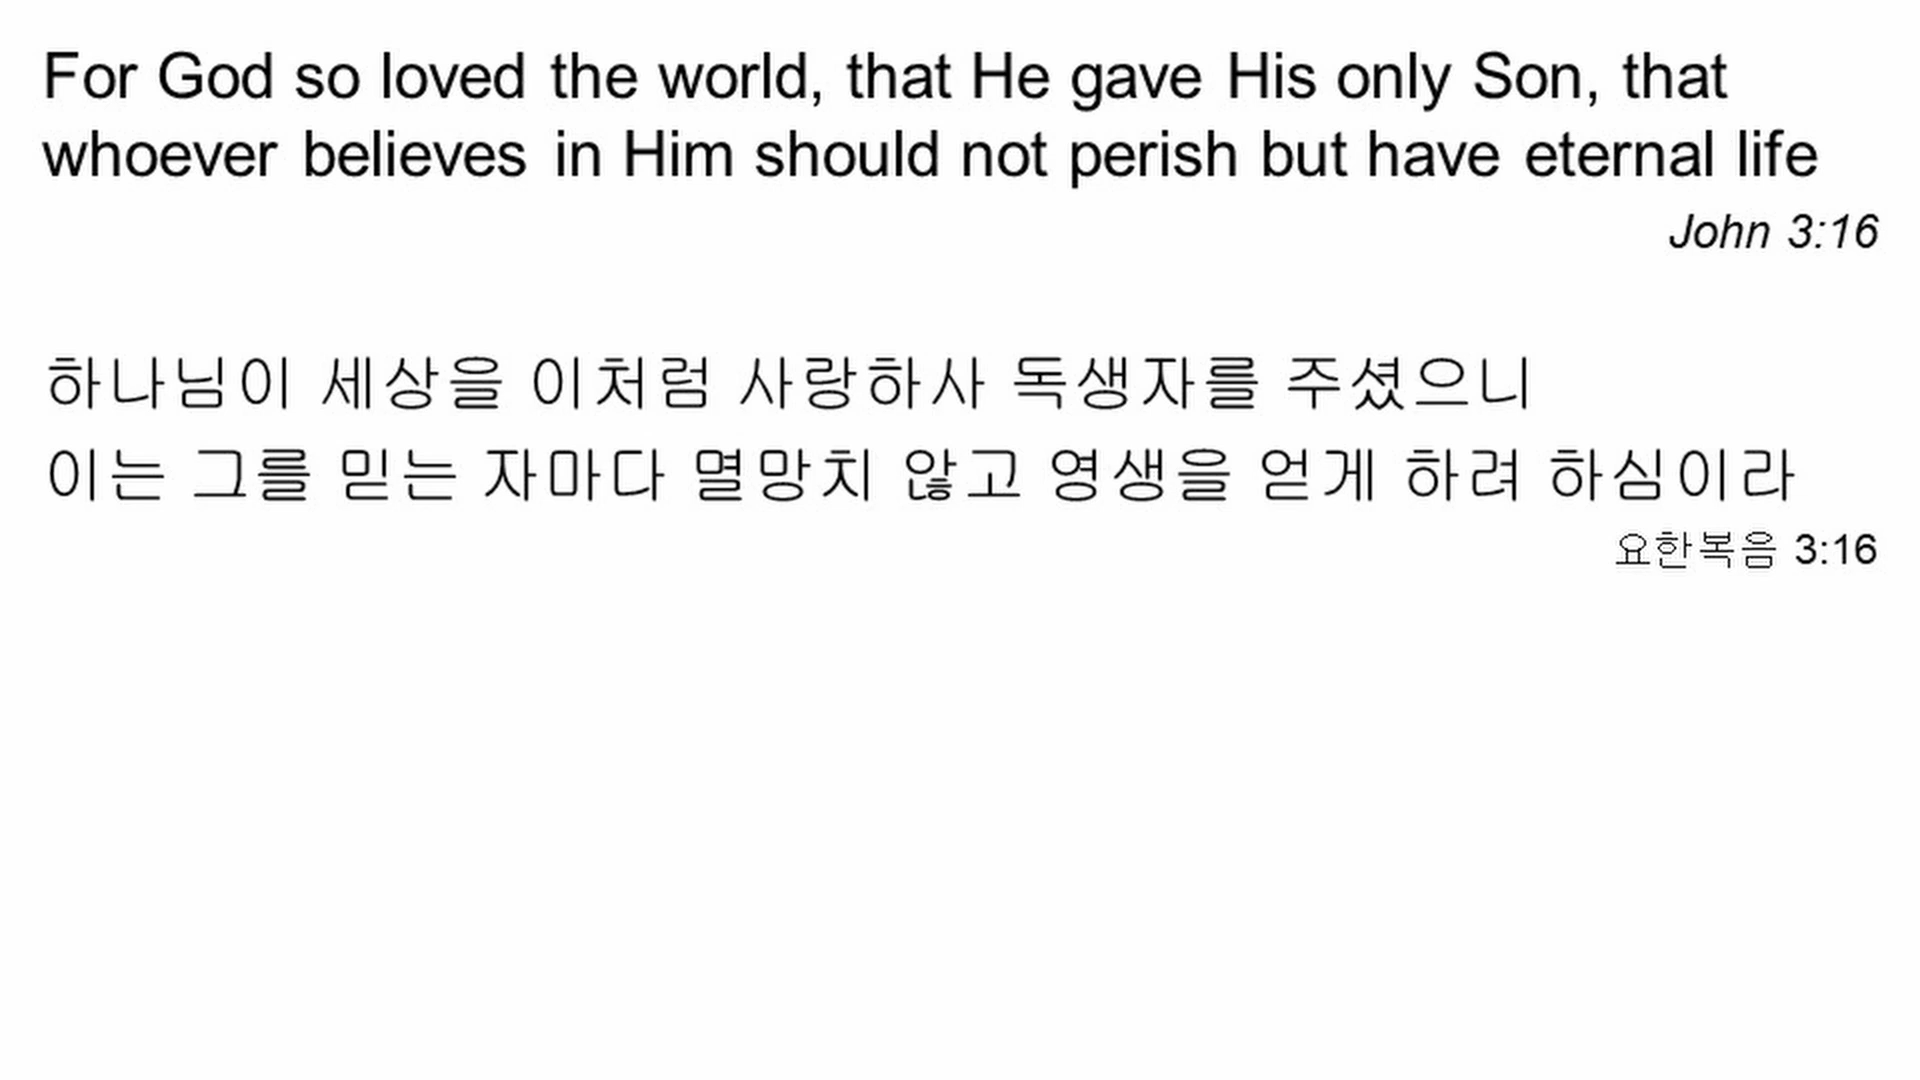 For God so loved the world, that He gave His only Son, that
whoever believes in Him should not perish but have eternal life
John 3:16
하나님이 세상을 이처럼 사랑하사 독생자를 주셨으니
이는 그를 믿는 자마다 멸망치 않고 영생을 얻게 하려 하심이라
요한복음 3:16